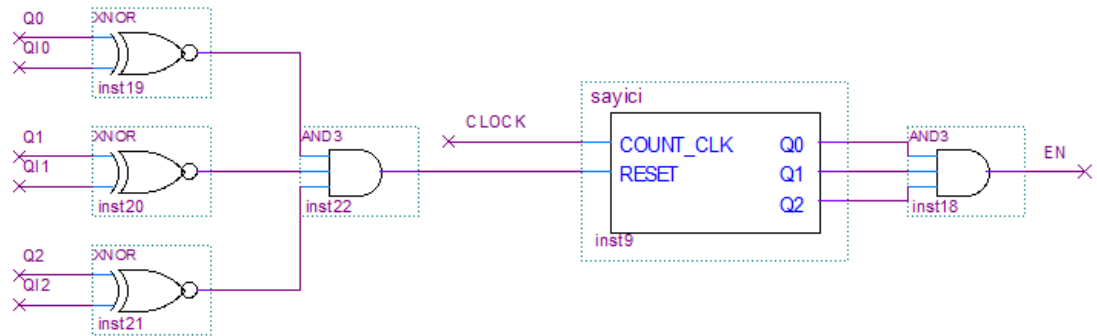 Q0
XNOR
QI0
inst19
Q1
XNOR
QI1
inst20
Q2
XNOR
QI2
inst21
AND3
inst22
CLOCK
sayici
COUNT_CLK
Q0
RESET
Q1
Q2
inst9
AND3
inst18
EN